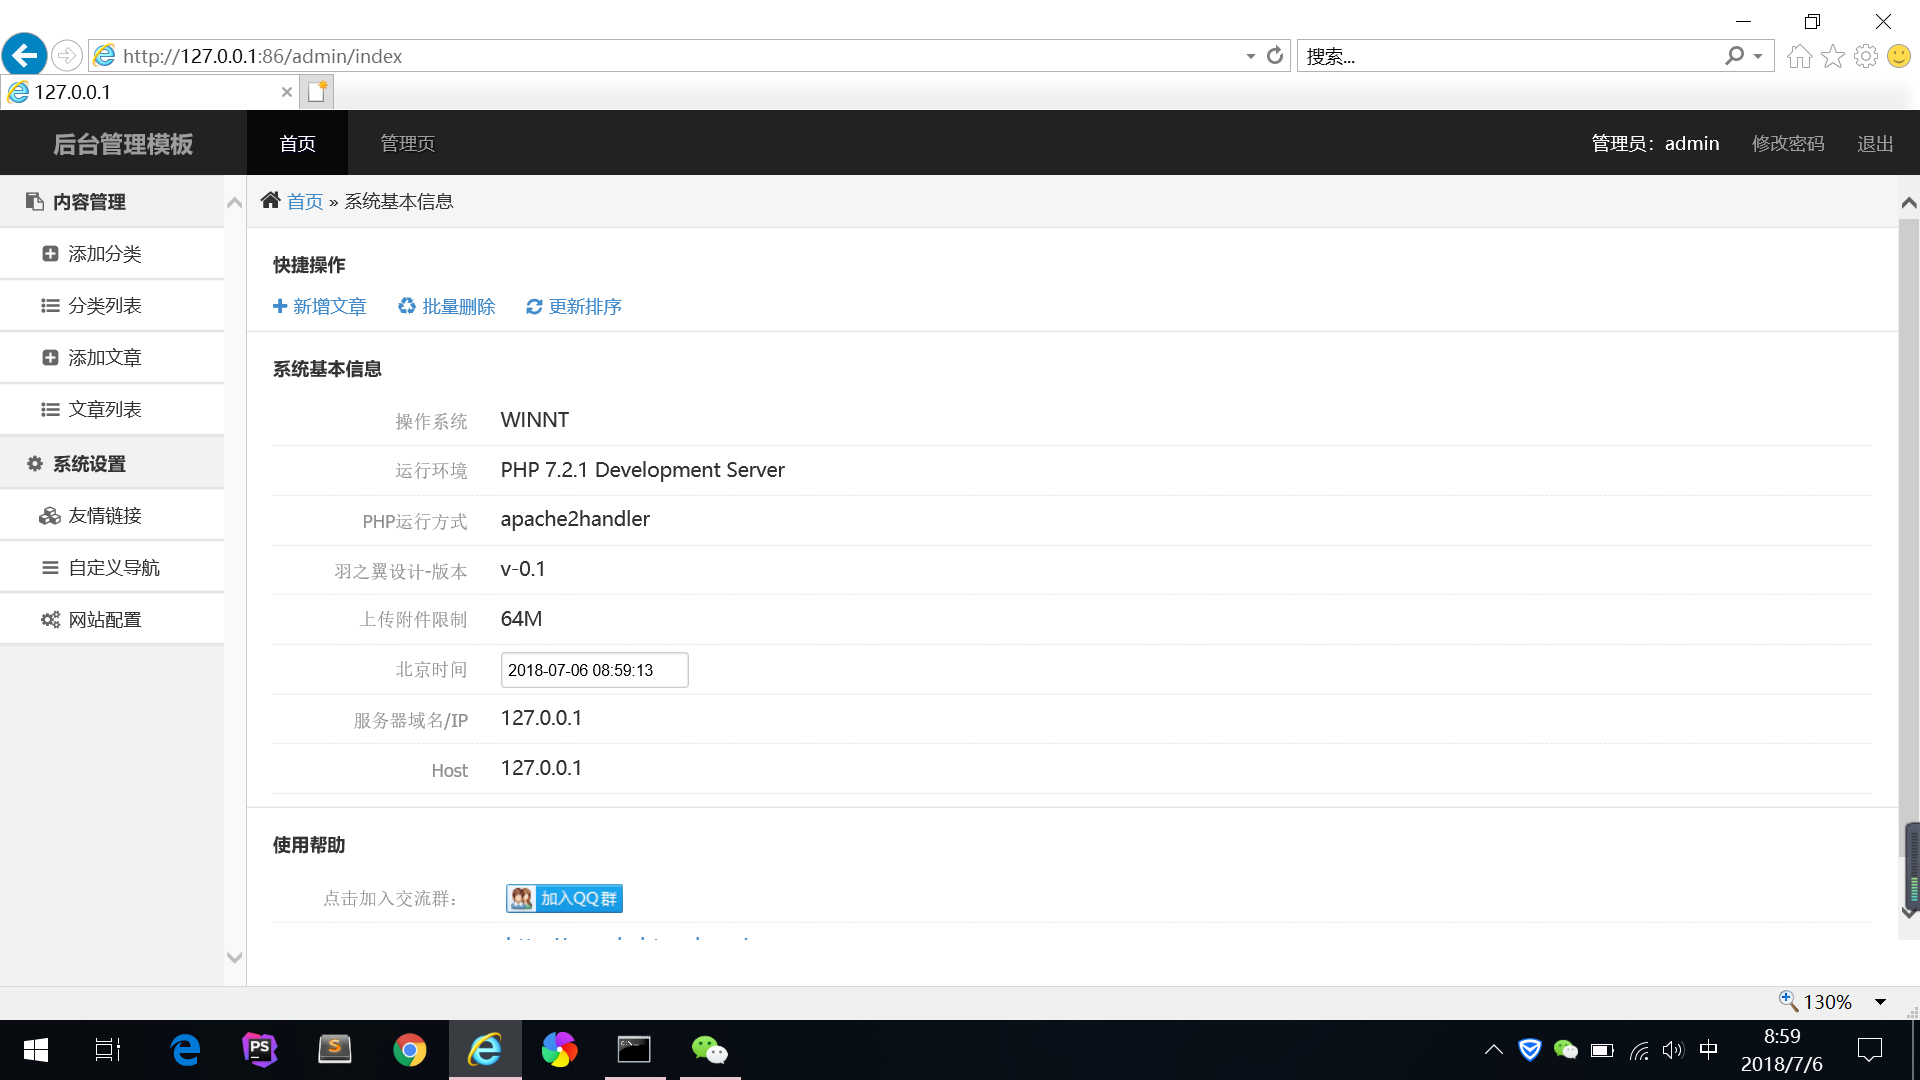 http://127.0.0.1:86/admin/index
搜索...
127.0.0.1
后台管理模板
首页
管理页
管理员：admin
修改密码
退出
内容管理
添加分类
分类列表
添加文章
文章列表
系统设置
友情链接
自定义导航
网站配置
首页 » 系统基本信息
快捷操作
新增文章
批量删除
更新排序
系统基本信息
操作系统 WINNT
运行环境 PHP 7.2.1 Development Server
PHP运行方式 apache2handler
羽之翼设计-版本 v-0.1
上传附件限制 64M
北京时间 2018-07-06 08:59:13
服务器域名/IP 127.0.0.1
Host 127.0.0.1
使用帮助
点击加入交流群： 加入QQ群
130%
PS
S
中
8:59
2018/7/6